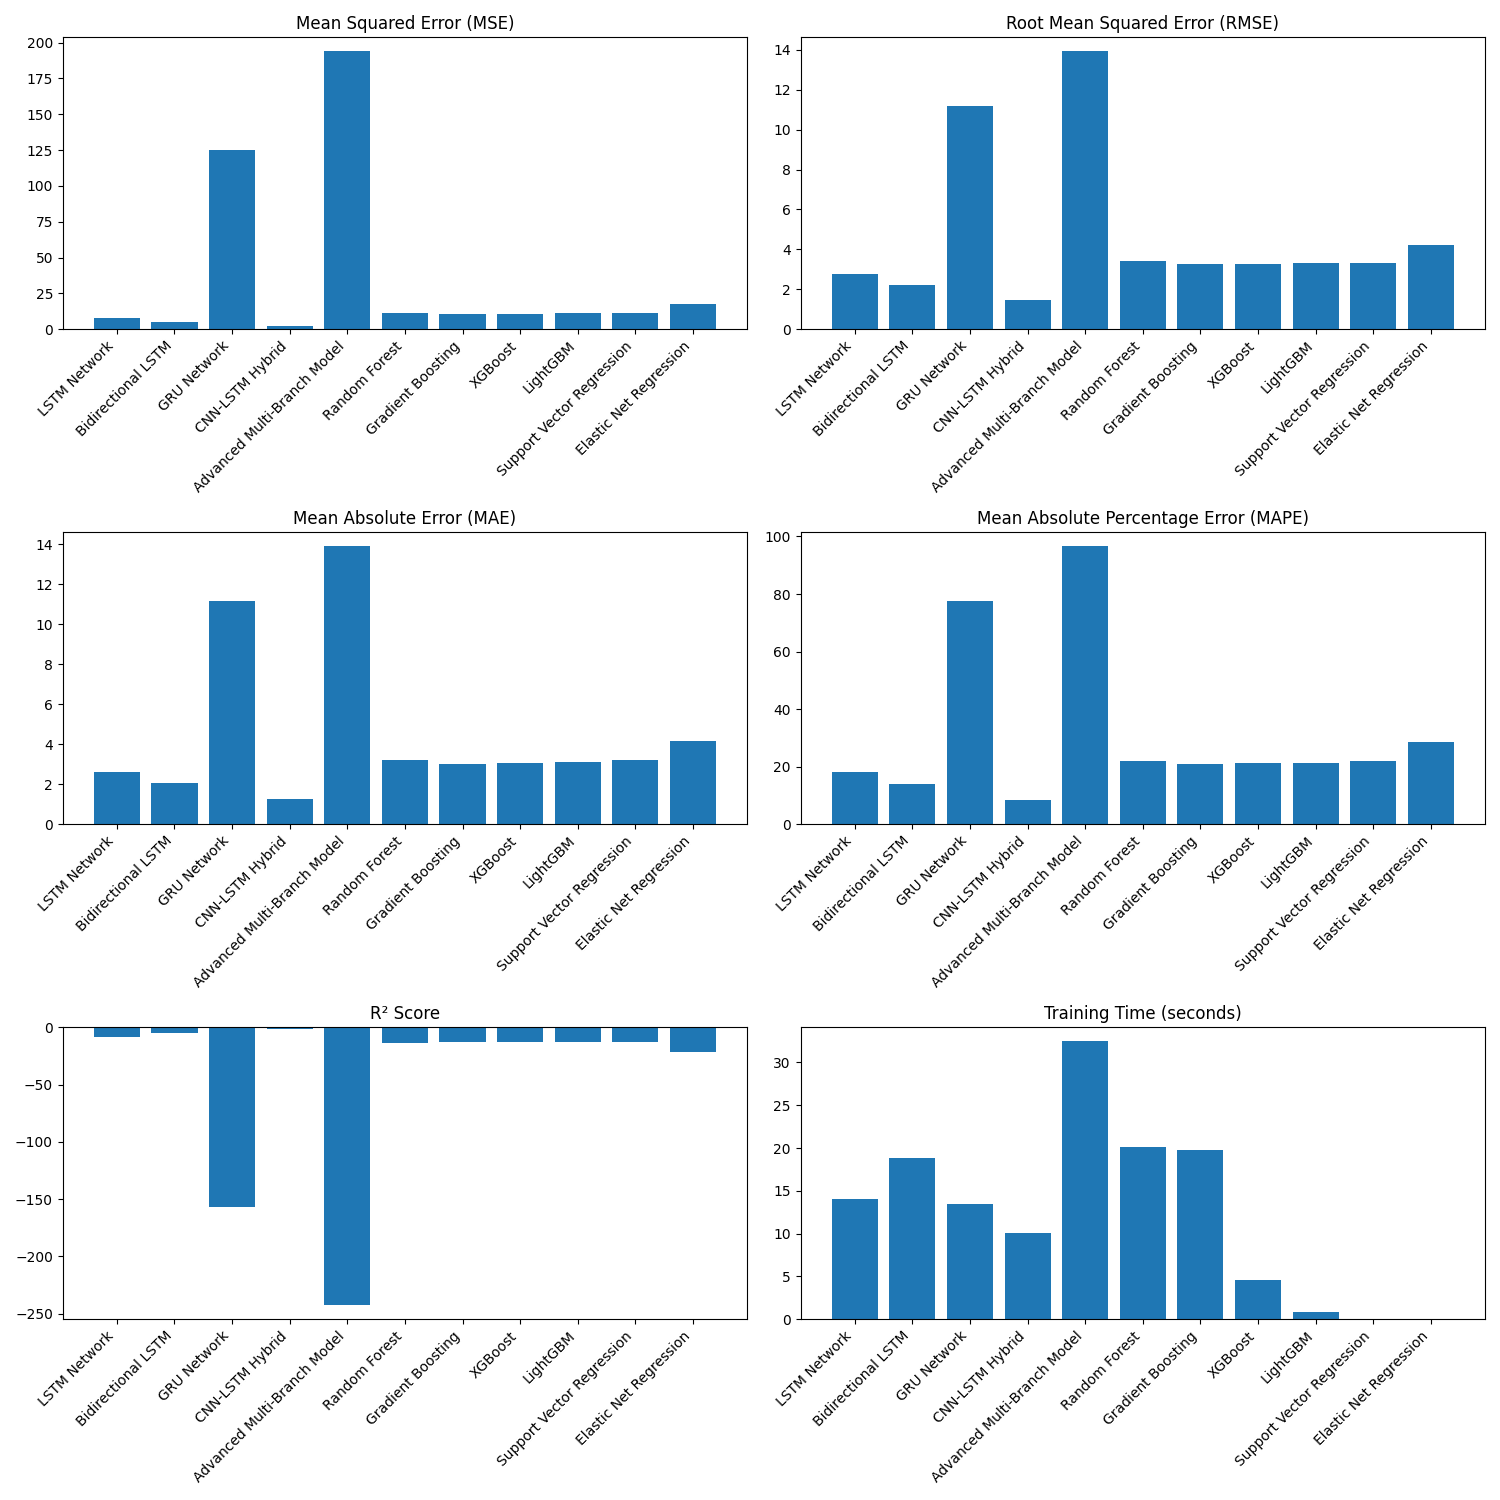 Mean Squared Error (MSE)
200
175
150
125
100
75
50
25
0
LSTM Network
Bidirectional LSTM
GRU Network
CNN-LSTM Hybrid
Advanced Multi-Branch Model
Random Forest
Gradient Boosting
XGBoost
LightGBM
Support Vector Regression
Elastic Net Regression
Root Mean Squared Error (RMSE)
14
12
10
8
6
4
2
0
LSTM Network
Bidirectional LSTM
GRU Network
CNN-LSTM Hybrid
Advanced Multi-Branch Model
Random Forest
Gradient Boosting
XGBoost
LightGBM
Support Vector Regression
Elastic Net Regression
Mean Absolute Error (MAE)
14
12
10
8
6
4
2
0
LSTM Network
Bidirectional LSTM
GRU Network
CNN-LSTM Hybrid
Advanced Multi-Branch Model
Random Forest
Gradient Boosting
XGBoost
LightGBM
Support Vector Regression
Elastic Net Regression
Mean Absolute Percentage Error (MAPE)
100
80
60
40
20
0
LSTM Network
Bidirectional LSTM
GRU Network
CNN-LSTM Hybrid
Advanced Multi-Branch Model
Random Forest
Gradient Boosting
XGBoost
LightGBM
Support Vector Regression
Elastic Net Regression
R² Score
0
−50
−100
−150
−200
−250
LSTM Network
Bidirectional LSTM
GRU Network
CNN-LSTM Hybrid
Advanced Multi-Branch Model
Random Forest
Gradient Boosting
XGBoost
LightGBM
Support Vector Regression
Elastic Net Regression
Training Time (seconds)
30
25
20
15
10
5
0
LSTM Network
Bidirectional LSTM
GRU Network
CNN-LSTM Hybrid
Advanced Multi-Branch Model
Random Forest
Gradient Boosting
XGBoost
LightGBM
Support Vector Regression
Elastic Net Regression